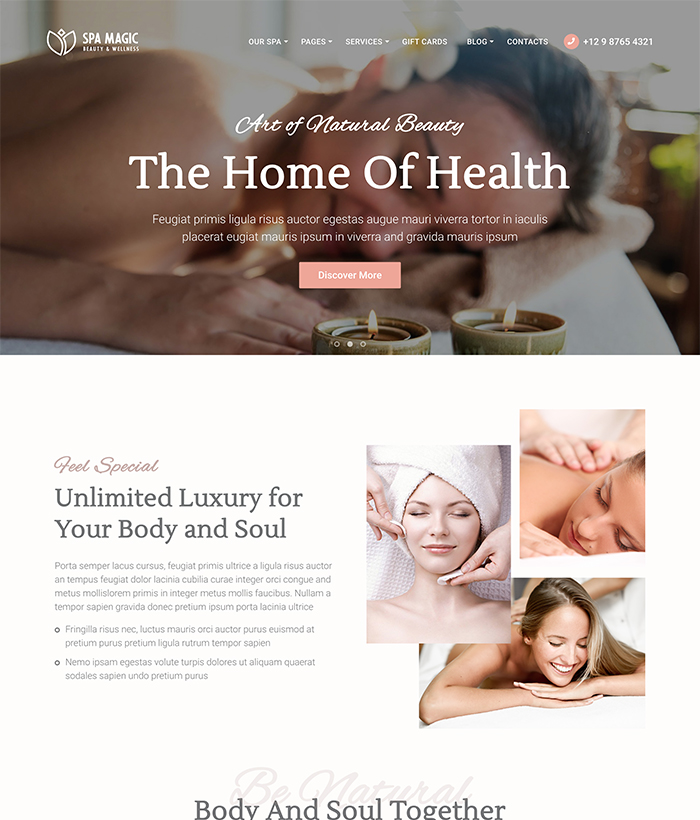 SPA MAGIC
BEAUTY & WELLNESS
OUR SPA PAGES SERVICES GIFT CARDS BLOG CONTACTS +12 9 8765 4321
Art of Natural Beauty
The Home Of Health
Feugiat primis ligula risus auctor egestas augue mauri viverra tortor in iaculis
placerat eugiat mauris ipsum in viverra and gravida mauris ipsum
Discover More
Feel Special
Unlimited Luxury for
Your Body and Soul
Porta semper lacus cursus, feugiat primis ultrice a ligula risus auctor
an tempus feugiat dolor lacinia cubilia curae integer orci congue and
metus mollislorem primis in integer metus mollis faucibus. Nullam a
tempor sapien gravida donec pretium ipsum porta lacinia ultrice
Fringilla risus nec, luctus mauris orci auctor purus euismod at
pretium purus pretium ligula rutrum tempor sapien
Nemo ipsam egestas volute turpis dolores ut aliquam quaerat
sodales sapien undo pretium purus
Be Natural
Body And Soul Together